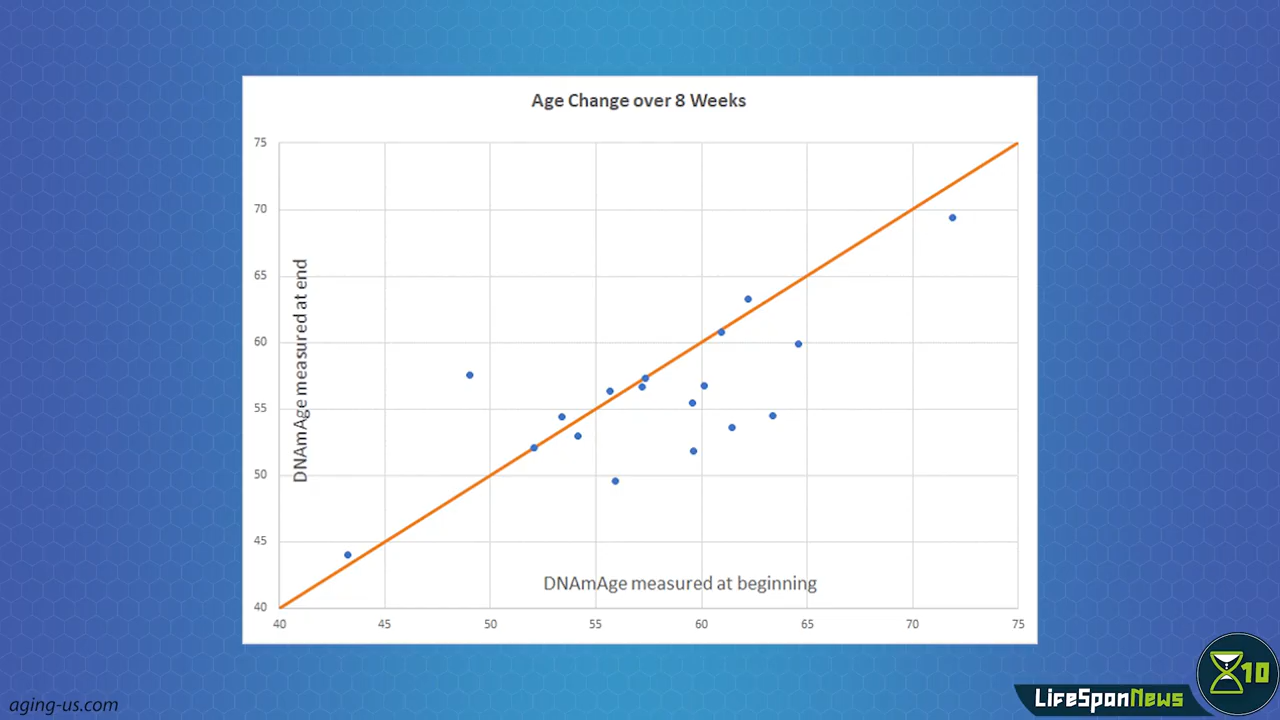 Age Change over 8 Weeks
75
70
65
60
55
50
45
40
DNAmAge measured at end
DNAmAge measured at beginning
40 45 50 55 60 65 70 75
aging-us.com
LifeSpanNews
10